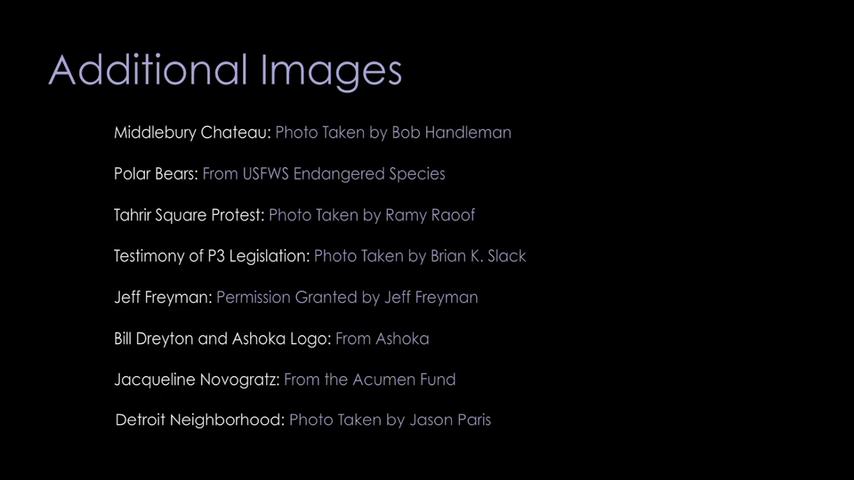 Additional Images
Middlebury Chateau: Photo Taken by Bob Handleman
Polar Bears: From USFWS Endangered Species
Tahrir Square Protest: Photo Taken by Ramy Raoof
Testimony of P3 Legislation: Photo Taken by Brian K. Slack
Jeff Freyman: Permission Granted by Jeff Freyman
Bill Dreyton and Ashoka Logo: From Ashoka
Jacqueline Novogratz: From the Acumen Fund
Detroit Neighborhood: Photo Taken by Jason Paris